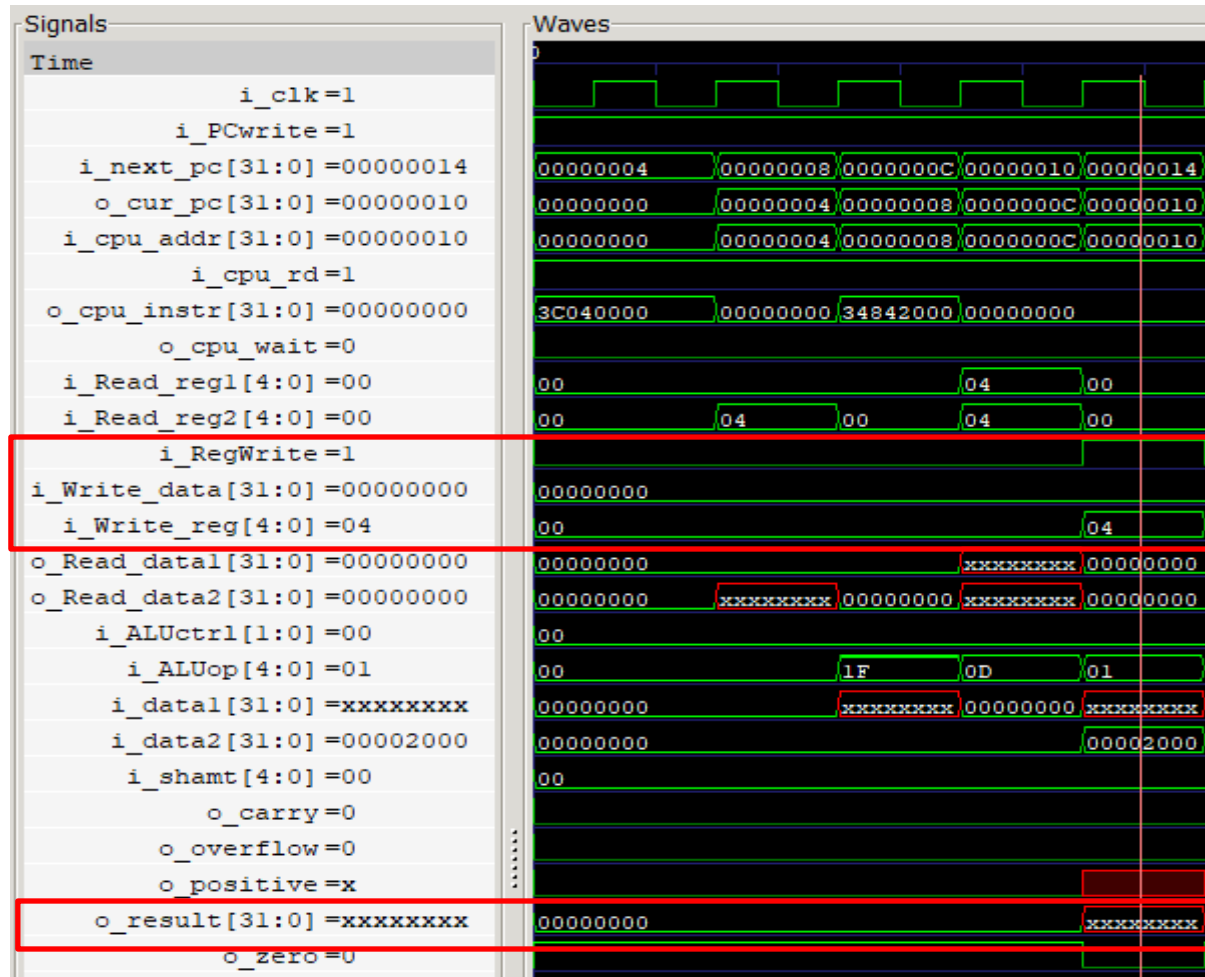 Signals Waves
Time 0
i_clk=1
i_PCwrite=1
i_next_pc[31:0]=00000014 00000004 00000008 0000000C 00000010 00000014
o_cur_pc[31:0]=00000010 00000000 00000004 00000008 0000000C 00000010
i_cpu_addr[31:0]=00000010 00000000 00000004 00000008 0000000C 00000010
i_cpu_rd=1
o_cpu_instr[31:0]=00000000 3C040000 00000000 34842000 00000000
o_cpu_wait=0
i_Read_reg1[4:0]=00 00 04 00
i_Read_reg2[4:0]=00 00 04 00 04 00
i_RegWrite=1
i_Write_data[31:0]=00000000 00000000
i_Write_reg[4:0]=04 00 04
o_Read_data1[31:0]=00000000 00000000 xxxxxxxx 00000000
o_Read_data2[31:0]=00000000 00000000 xxxxxxxx 00000000 xxxxxxxx 00000000
i_ALUctrl[1:0]=00 00
i_ALUop[4:0]=01 00 1F 0D 01
i_data1[31:0]=xxxxxxxx 00000000 xxxxxxxx 00000000 xxxxxxxx
i_data2[31:0]=00002000 00000000 00002000
i_shamt[4:0]=00 00
o_carry=0
o_overflow=0
o_positive=x
o_result[31:0]=xxxxxxxx 00000000 xxxxxxxx
o_zero=0